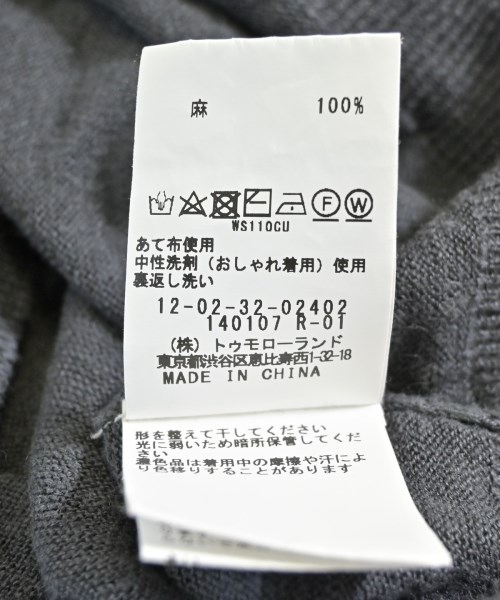 麻 100%
F W
WS110CU
あて布使用
中性洗剤（おしゃれ着用）使用
裏返し洗い
12-02-32-02402
140107 R-01
（株）トゥモローランド
東京都渋谷区恵比寿西1-32-18
MADE IN CHINA
形を整えて干してください
光に弱いため暗所保管してくだ
さい
濃色品は着用中の摩擦や汗によ
り色移りすることがあります